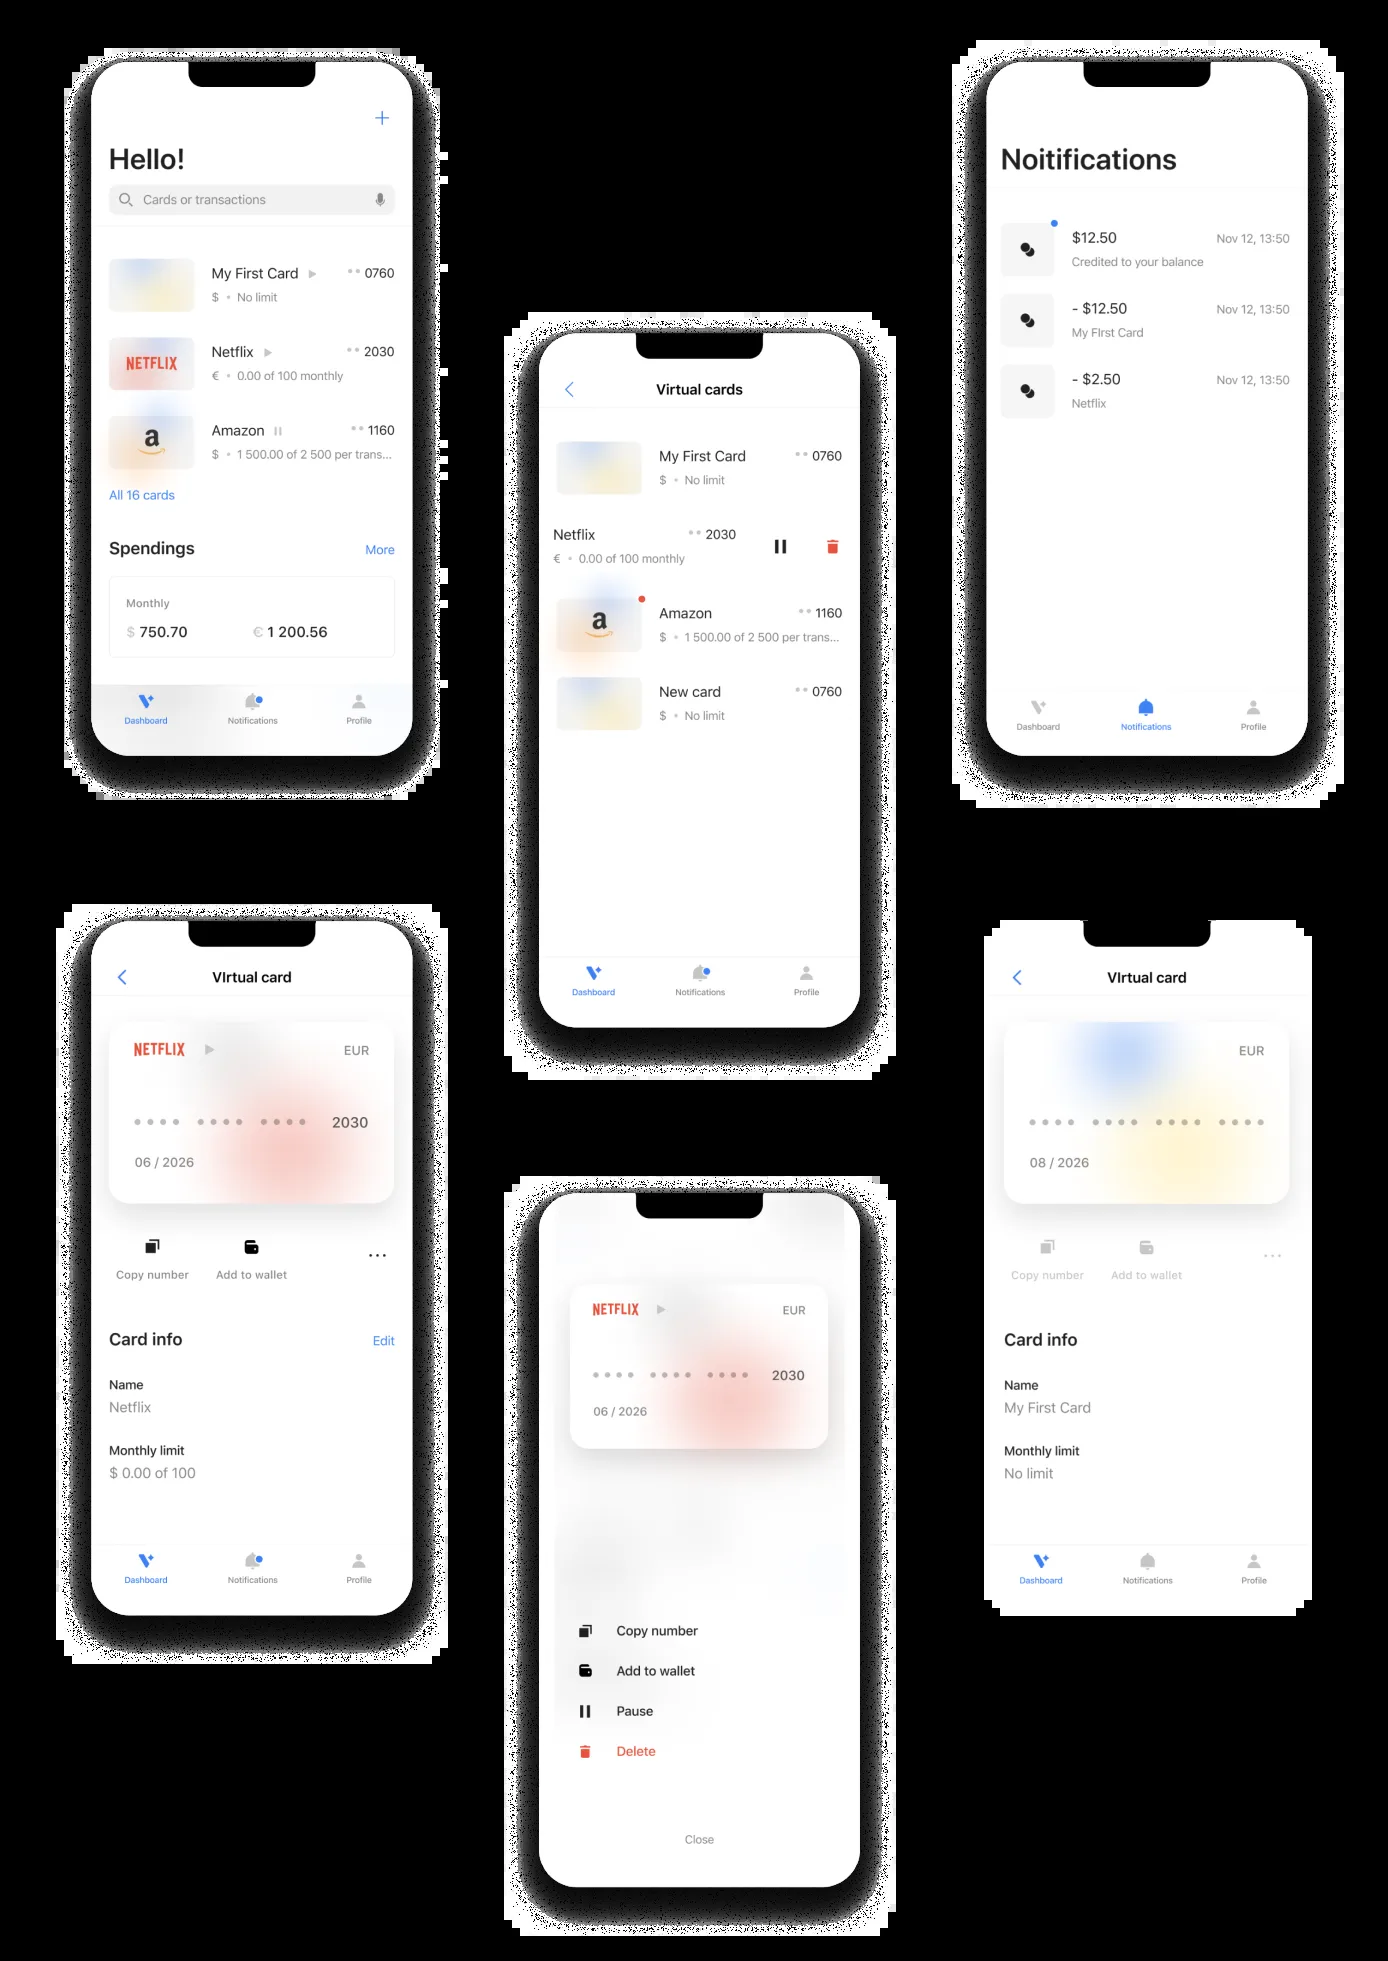 Hello!
Cards or transactions
My First Card •• 0760
$ • No limit
NETFLIX
Netflix •• 2030
€ • 0.00 of 100 monthly
a
Amazon •• 1160
$ • 1 500.00 of 2 500 per trans...
All 16 cards
Spendings More
Monthly
$ 750.70 € 1 200.56
Dashboard Notifications Profile
Virtual cards
My First Card •• 0760
$ • No limit
Netflix •• 2030
€ • 0.00 of 100 monthly
a
Amazon •• 1160
$ • 1 500.00 of 2 500 per trans...
New card •• 0760
$ • No limit
Dashboard Notifications Profile
Noitifications
$12.50 Nov 12, 13:50
Credited to your balance
- $12.50 Nov 12, 13:50
My FIrst Card
- $2.50 Nov 12, 13:50
Netflix
Dashboard Notifications Profile
VIrtual card
NETFLIX EUR
•••• •••• •••• 2030
06 / 2026
Copy number Add to wallet ...
Card info Edit
Name
Netflix
Monthly limit
$ 0.00 of 100
Dashboard Notifications Profile
NETFLIX EUR
•••• •••• •••• 2030
06 / 2026
Copy number
Add to wallet
Pause
Delete
Close
VIrtual card
EUR
•••• •••• •••• ••••
08 / 2026
Copy number Add to wallet ...
Card info
Name
My First Card
Monthly limit
No limit
Dashboard Notifications Profile